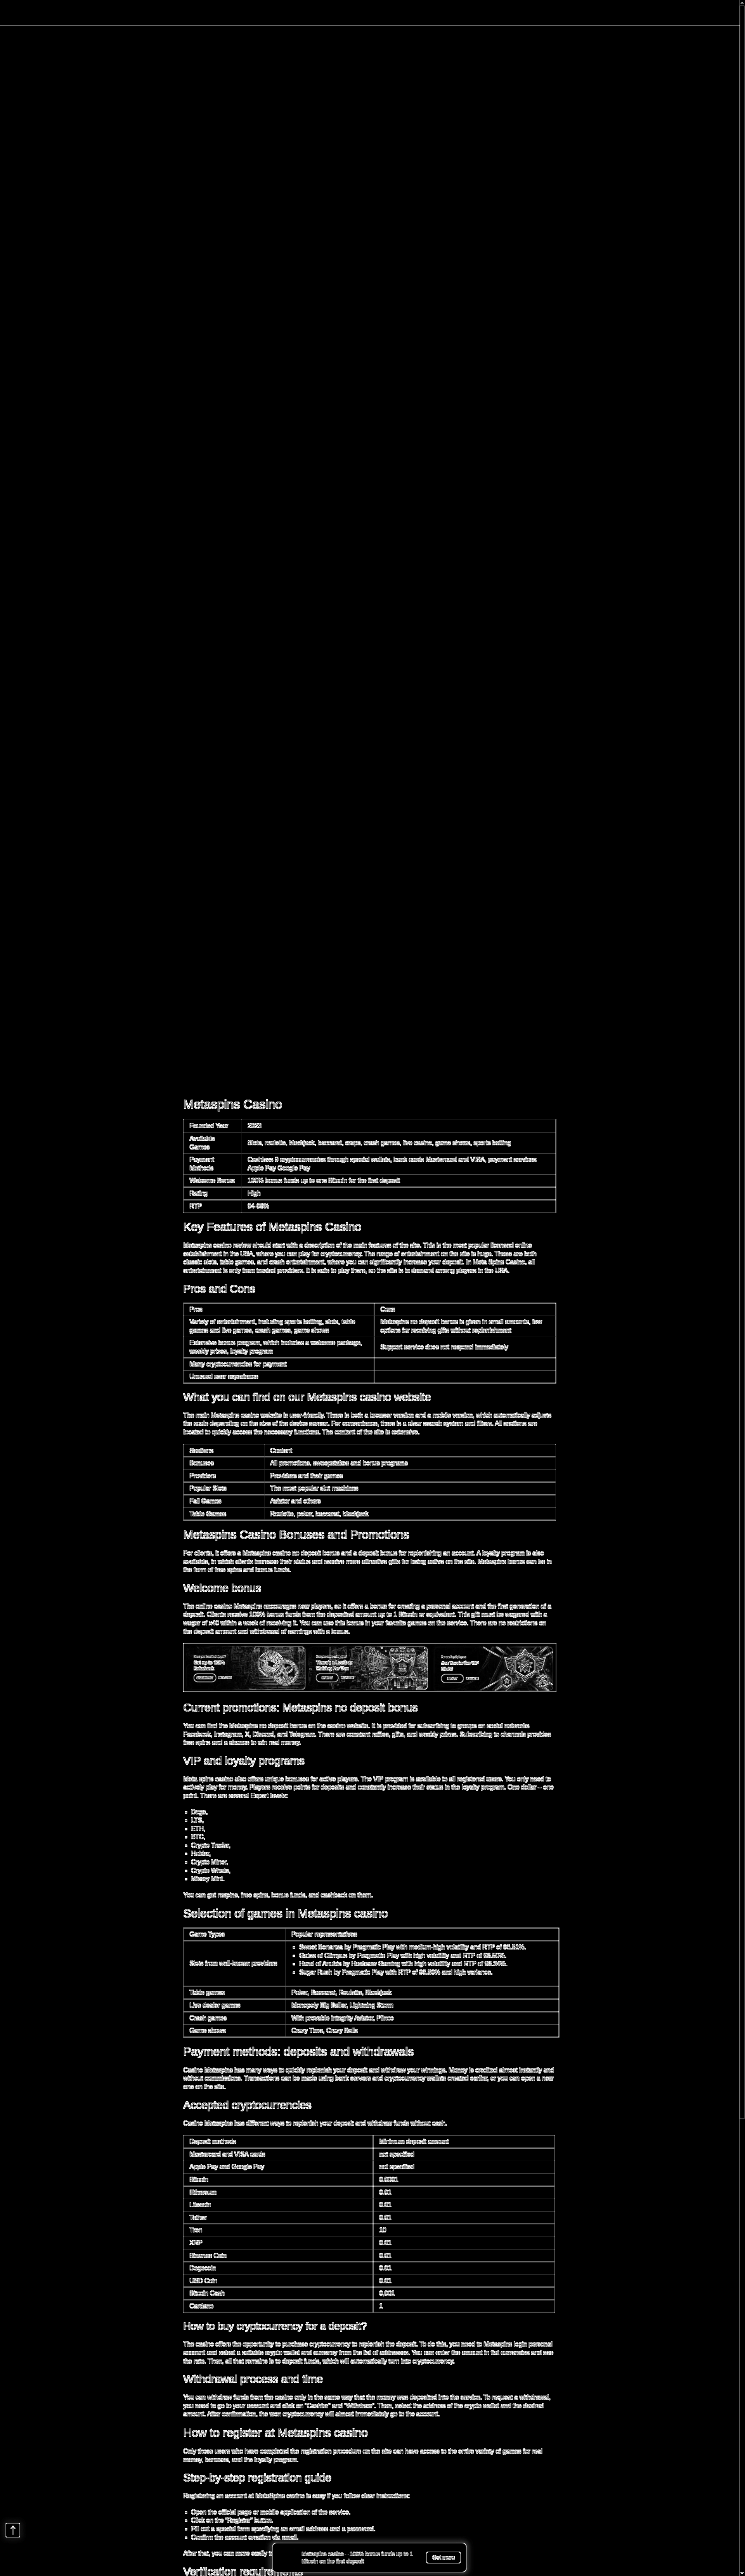 Metaspins Casino
Founded Year 2023
Available
Games
Slots, roulette, blackjack, baccarat, craps, crash games, live casino, game shows, sports betting
Payment
Methods
Cashless 9 cryptocurrencies through special wallets, bank cards Mastercard and VISA, payment services
Apple Pay Google Pay
Welcome Bonus 100% bonus funds up to one Bitcoin for the first deposit
Rating High
RTP 94-98%
Key Features of Metaspins Casino
Metaspins casino review should start with a description of the main features of the site. This is the most popular licensed online
establishment in the USA, where you can play for cryptocurrency. The range of entertainment on the site is huge. These are both
classic slots, table games, and crash entertainment, where you can significantly increase your deposit. In Meta Spins Casino, all
entertainment is only from trusted providers. It is safe to play there, so the site is in demand among players in the USA.
Pros and Cons
Pros Cons
Variety of entertainment, including sports betting, slots, table
games and live games, crash games, game shows
Metaspins no deposit bonus is given in small amounts, few
options for receiving gifts without replenishment
Extensive bonus program, which includes a welcome package,
weekly prizes, loyalty program
Support service does not respond immediately
Many cryptocurrencies for payment
Unusual user experience
What you can find on our Metaspins casino website
The main Metaspins casino website is user-friendly. There is both a browser version and a mobile version, which automatically adjusts
the scale depending on the size of the device screen. For convenience, there is a clear search system and filters. All sections are
located to quickly access the necessary functions. The content of the site is extensive.
Sections Content
Bonuses All promotions, sweepstakes and bonus programs
Providers Providers and their games
Popular Slots The most popular slot machines
Fall Games Aviator and others
Table Games Roulette, poker, baccarat, blackjack
Metaspins Casino Bonuses and Promotions
For clients, it offers a Metaspins casino no deposit bonus and a deposit bonus for replenishing an account. A loyalty program is also
available, in which clients increase their status and receive more attractive gifts for being active on the site. Metaspins bonus can be in
the form of free spins and bonus funds.
Welcome bonus
The online casino Metaspins encourages new players, so it offers a bonus for creating a personal account and the first generation of a
deposit. Clients receive 100% bonus funds from the deposited amount up to 1 Bitcoin or equivalent. This gift must be wagered with a
wager of x40 within a week of receiving it. You can use this bonus in your favorite games on the service. There are no restrictions on
the deposit amount and withdrawal of earnings with a bonus.
Current promotions: Metaspins no deposit bonus
You can find the Metaspins no deposit bonus on the casino website. It is provided for subscribing to groups on social networks
Facebook, Instagram, X, Discord, and Telegram. There are constant raffles, gifts, and weekly prizes. Subscribing to channels provides
free spins and a chance to win real money.
VIP and loyalty programs
Meta spins casino also offers unique bonuses for active players. The VIP program is available to all registered users. You only need to
actively play for money. Players receive points for deposits and constantly increase their status in the loyalty program. One dollar – one
point. There are several Expert levels:
Doge,
LTS,
ETH,
BTC,
Crypto Trader,
Holder,
Crypto Miner,
Crypto Whale,
Missey Mint.
You can get respins, free spins, bonus funds, and cashback on them.
Selection of games in Metaspins casino
Game Types Popular representatives
Slots from well-known providers
Sweet Bonanza by Pragmatic Play with medium-high volatility and RTP of 96.51%.
Gates of Olimpus by Pragmatic Play with high volatility and RTP of 96.50%.
Hand of Anubis by Hacksaw Gaming with high volatility and RTP of 96.24%.
Sugar Rush by Pragmatic Play with RTP of 96.50% and high variance.
Table games Poker, Baccarat, Roulette, Blackjack
Live dealer games Monopoly Big Baller, Lightning Storm
Crash games With provable integrity Aviator, Plinco
Game shows Crazy Time, Crazy Balls
Payment methods: deposits and withdrawals
Casino Metaspins has many ways to quickly replenish your deposit and withdraw your winnings. Money is credited almost instantly and
without commissions. Transactions can be made using bank servers and cryptocurrency wallets created earlier, or you can open a new
one on the site.
Accepted cryptocurrencies
Casino Metaspins has different ways to replenish your deposit and withdraw funds without cash.
Deposit methods Minimum deposit amount
Mastercard and VISA cards not specified
Apple Pay and Google Pay not specified
Bitcoin 0.0001
Ethereum 0.01
Litecoin 0.01
Tether 0.01
Tron 10
XRP 0.01
Binance Coin 0.01
Dogecoin 0.01
USD Coin 0.01
Bitcoin Cash 0,001
Cardano 1
How to buy cryptocurrency for a deposit?
The casino offers the opportunity to purchase cryptocurrency to replenish the deposit. To do this, you need to Metaspins login personal
account and select a suitable crypto wallet and currency from the list of addresses. You can enter the amount in fiat currencies and see
the rate. Then, all that remains is to deposit funds, which will automatically turn into cryptocurrency.
Withdrawal process and time
You can withdraw funds from the casino only in the same way that the money was deposited into the service. To request a withdrawal,
you need to go to your account and click on "Cashier" and "Withdraw". Then, select the address of the crypto wallet and the desired
amount. After confirmation, the won cryptocurrency will almost immediately go to the account.
How to register at Metaspins casino
Only those users who have completed the registration procedure on the site can have access to the entire variety of games for real
money, bonuses, and the loyalty program.
Step-by-step registration guide
Registering an account at MetaSpins casino is easy if you follow clear instructions:
Open the official page or mobile application of the service.
Click on the "Register" button.
Fill out a special form specifying an email address and a password.
Confirm the account creation via email.
After that, you can more easily t
Metaspins casino – 100% bonus funds up to 1
Bitcoin on the first deposit
Get more
Verification requirements